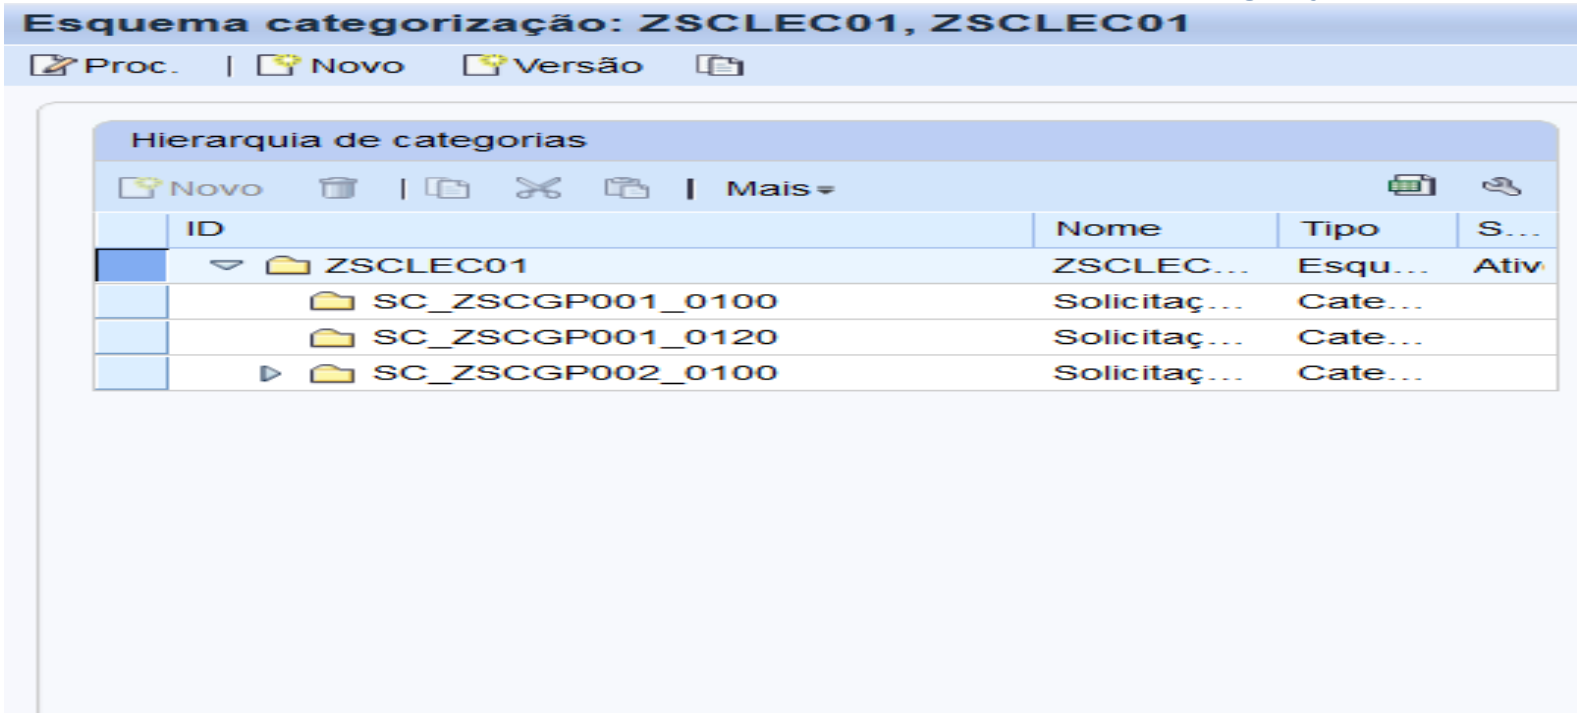 Esquema categorização: ZSCLEC01, ZSCLEC01
Proc. | Novo Versão
Hierarquia de categorias
Novo Mais
ID Nome Tipo S...
ZSCLEC01 ZSCLEC... Esqu... Ativ
SC_ZSCGP001_0100 Solicitaç... Cate...
SC_ZSCGP001_0120 Solicitaç... Cate...
SC_ZSCGP002_0100 Solicitaç... Cate...